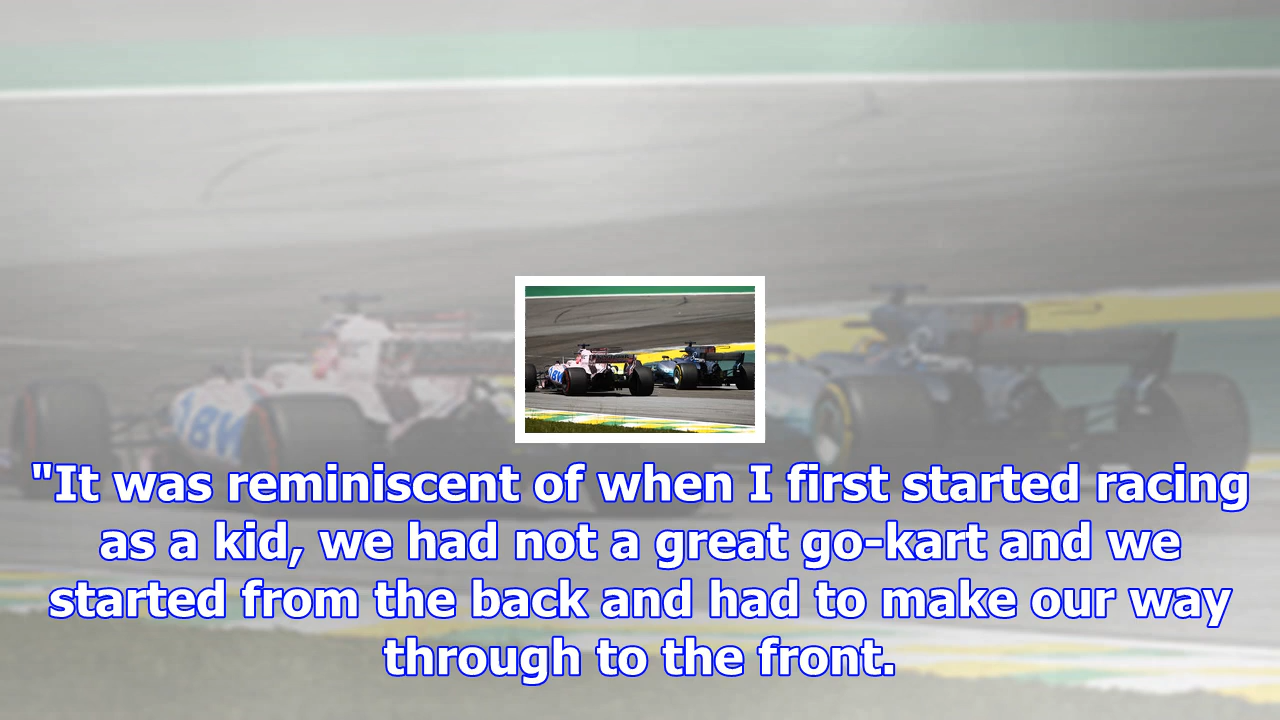 "It was reminiscent of when I first started racing
as a kid, we had not a great go-kart and we
started from the back and had to make our way
through to the front.